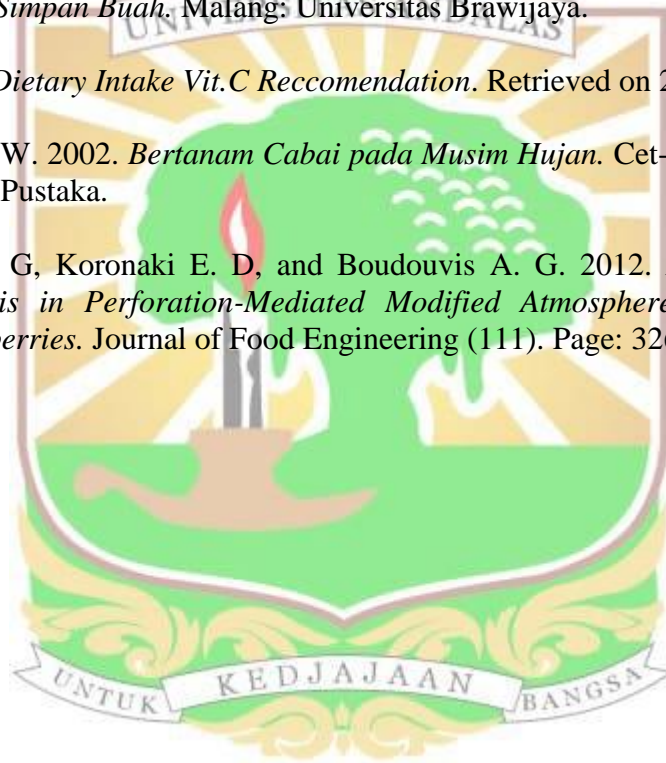 Simpan Buah. Malang: Universitas Brawijaya.
Dietary Intake Vit.C Reccomendation. Retrieved on 2
W. 2002. Bertanam Cabai pada Musim Hujan. Cet-
Pustaka.
G, Koronaki E. D, and Boudouvis A. G. 2012.
is in Perforation-Mediated Modified Atmosphere
erries. Journal of Food Engineering (111). Page: 32
UNTUK KEDJAJAAN BANGSA